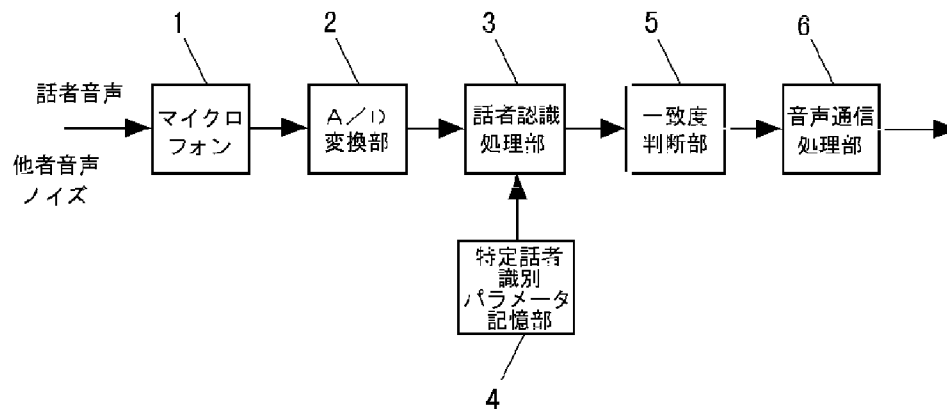 1
2
3
5
6
話者音声
他者音声
ノイズ
マイクロ
フォン
A/D
変換部
話者認識
処理部
一致度
判断部
音声通信
処理部
特定話者
識別
パラメータ
記憶部
4